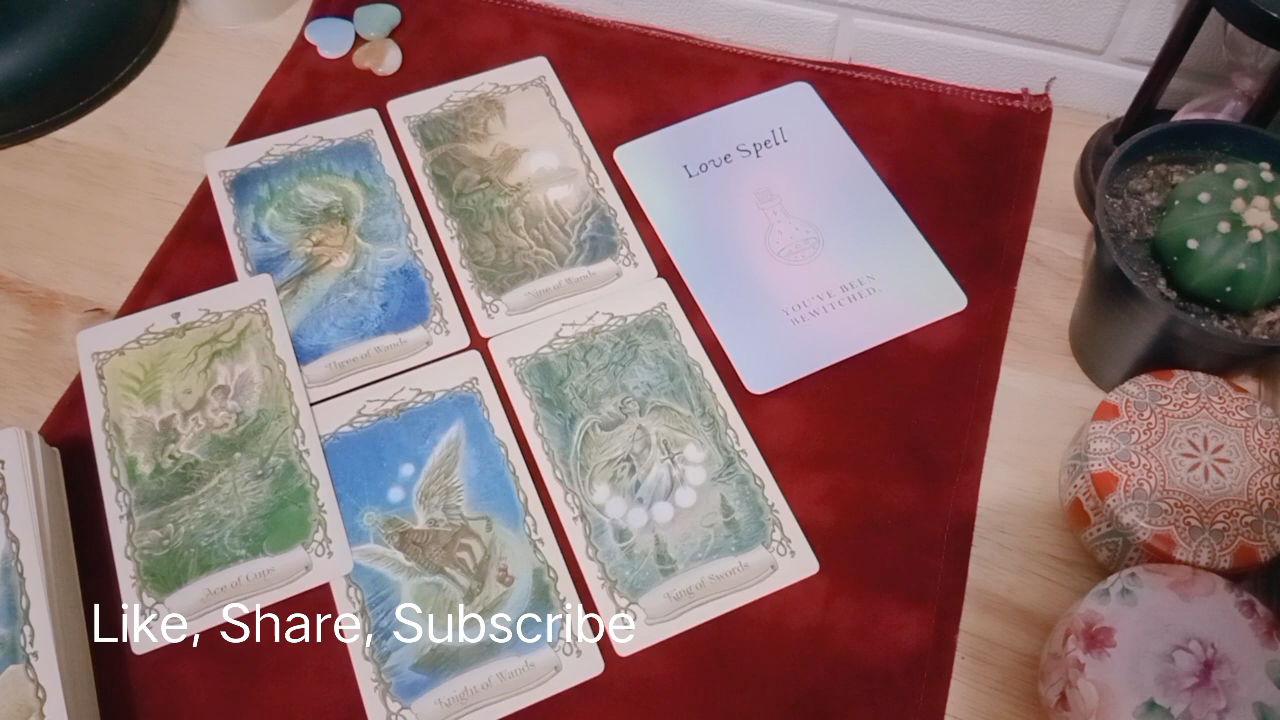 Love Spell
YOU'VE BEEN
BEWITCHED.
Nine of Wands
Three of Wands
Ace of Cups
King of Swords
Knight of Wands
Like, Share, Subscribe